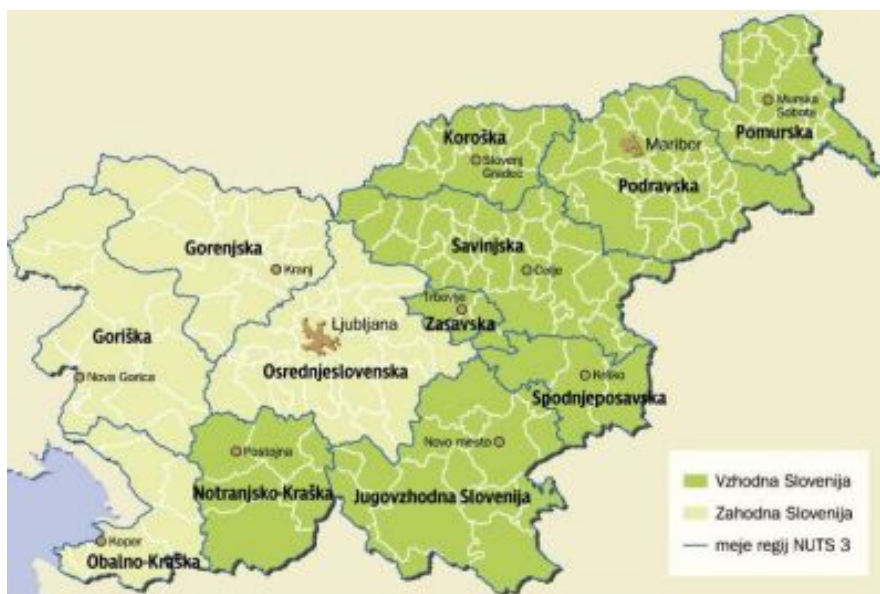 Murska
Sobota
Pomurska
Koroška
Slovenj
Gradec
Maribor
Podravska
Gorenjska
Kranj
Savinjska
Celje
Trbovlje
Zasavska
Ljubljana
Osrednjeslovenska
Goriška
Nova Gorica
Krško
Spodnjeposavska
Postojna
Notranjsko-Kraška
Novo mesto
Jugovzhodna Slovenija
Koper
Obalno-Kraška
Vzhodna Slovenija
Zahodna Slovenija
meje regij NUTS 3